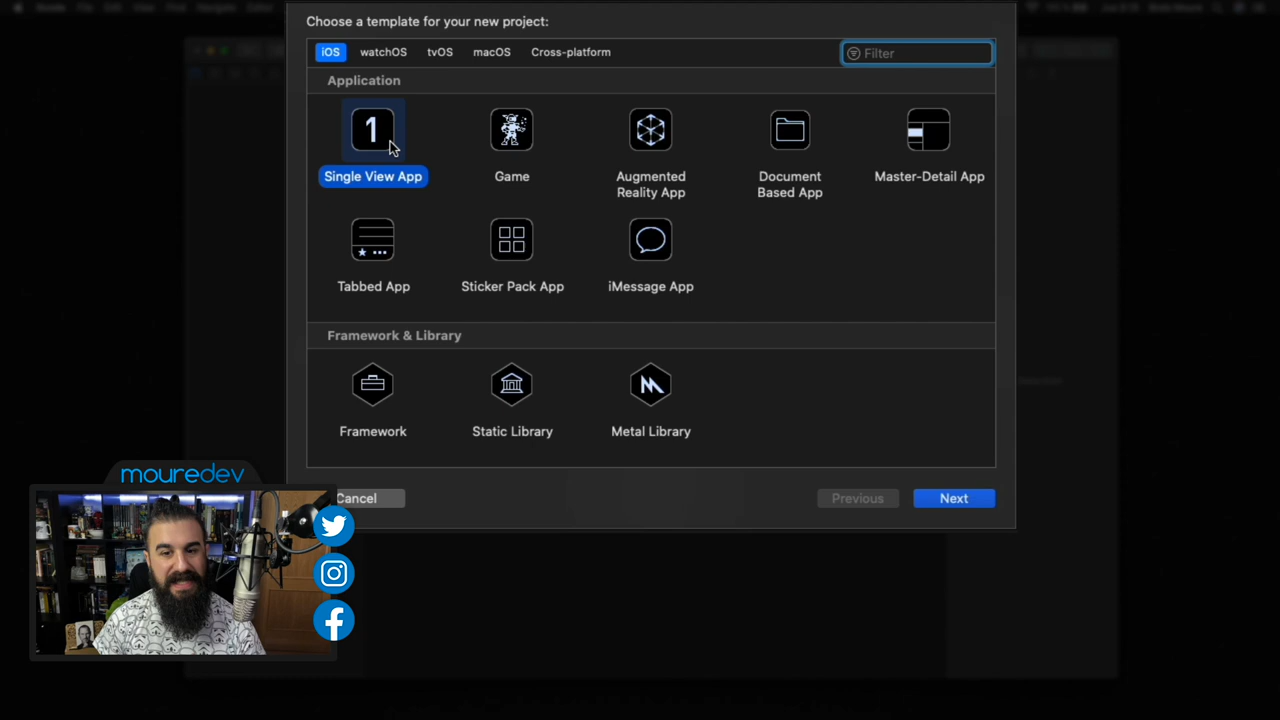 Choose a template for your new project:
iOS
watchOS
tvOS
macOS
Cross-platform
Filter
Application
1
Single View App
Game
Augmented
Reality App
Document
Based App
Master-Detail App
Tabbed App
Sticker Pack App
iMessage App
Framework & Library
Framework
Static Library
Metal Library
Cancel
Previous
Next
mouredev